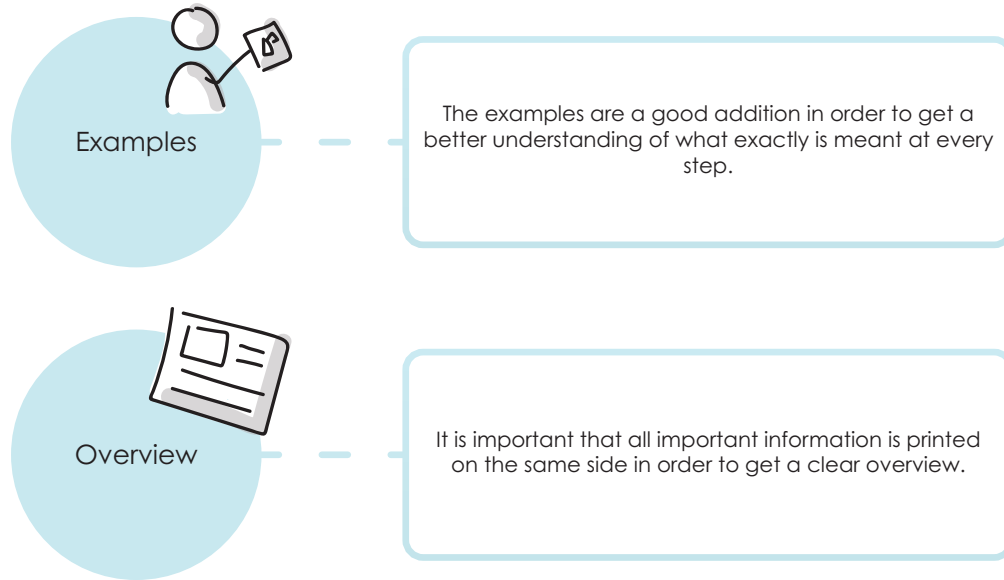 Examples
The examples are a good addition in order to get a
better understanding of what exactly is meant at every
step.
Overview
It is important that all important information is printed
on the same side in order to get a clear overview.